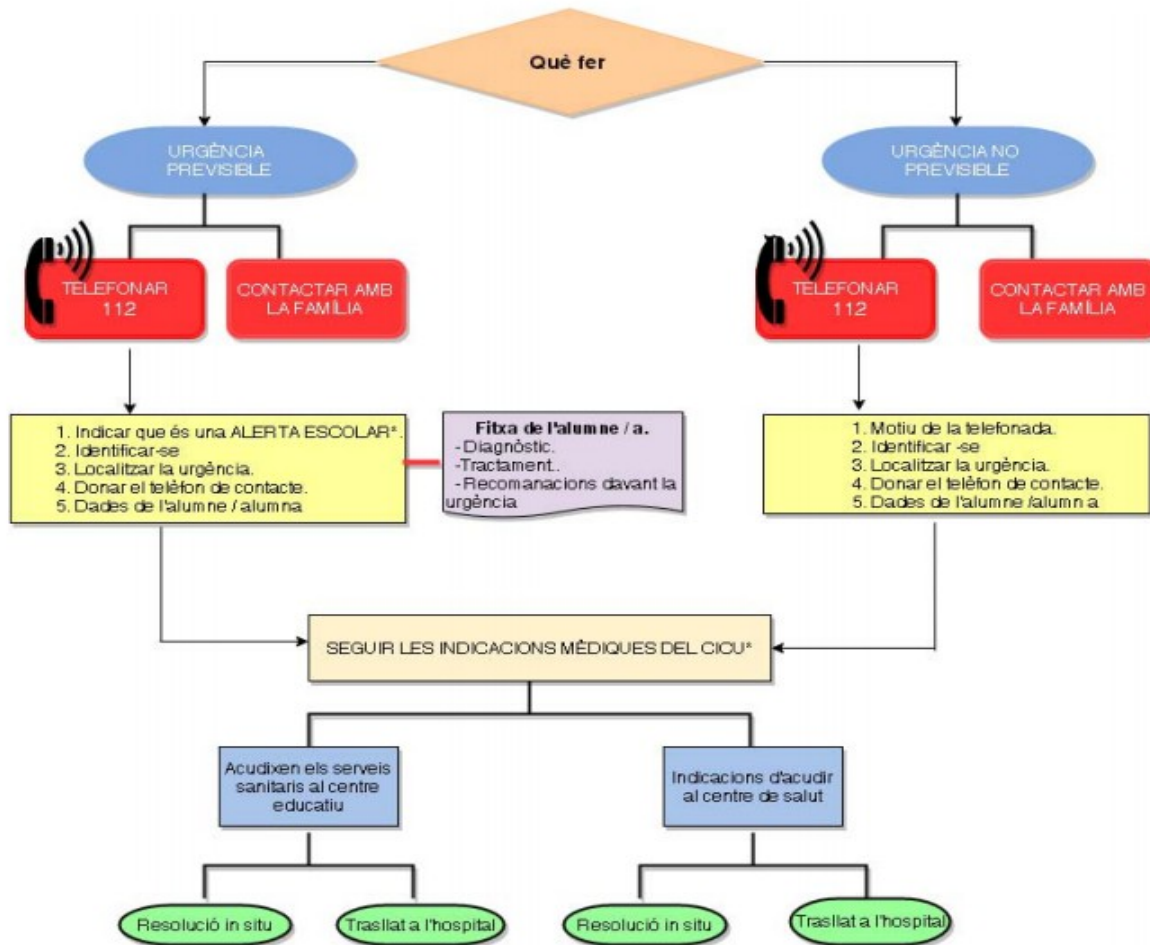 Què fer
URGÈNCIA
PREVISIBLE
URGÈNCIA NO
PREVISIBLE
TELEFONAR
112
CONTACTAR AMB
LA FAMÍLIA
TELEFONAR
112
CONTACTAR AMB
LA FAMÍLIA
1. Indicar que és una ALERTA ESCOLAR*.
2. Identificar-se
3. Localitzar la urgència.
4. Donar el telèfon de contacte.
5. Dades de l'alumne / alumna
Fitxa de l'alumne / a.
-Diagnòstic.
-Tractament..
-Recomanacions davant la
urgència
1. Motiu de la telefonada.
2. Identificar -se
3. Localitzar la urgència.
4. Donar el telèfon de contacte.
5. Dades de l'alumne /alumn a
SEGUIR LES INDICACIONS MÈDIQUES DEL CICU*
Acudixen els serveis
sanitaris al centre
educatiu
Indicacions d'acudir
al centre de salut
Resolució in situ
Trasllat a l'hospital
Resolució in situ
Trasllat a l'hospital